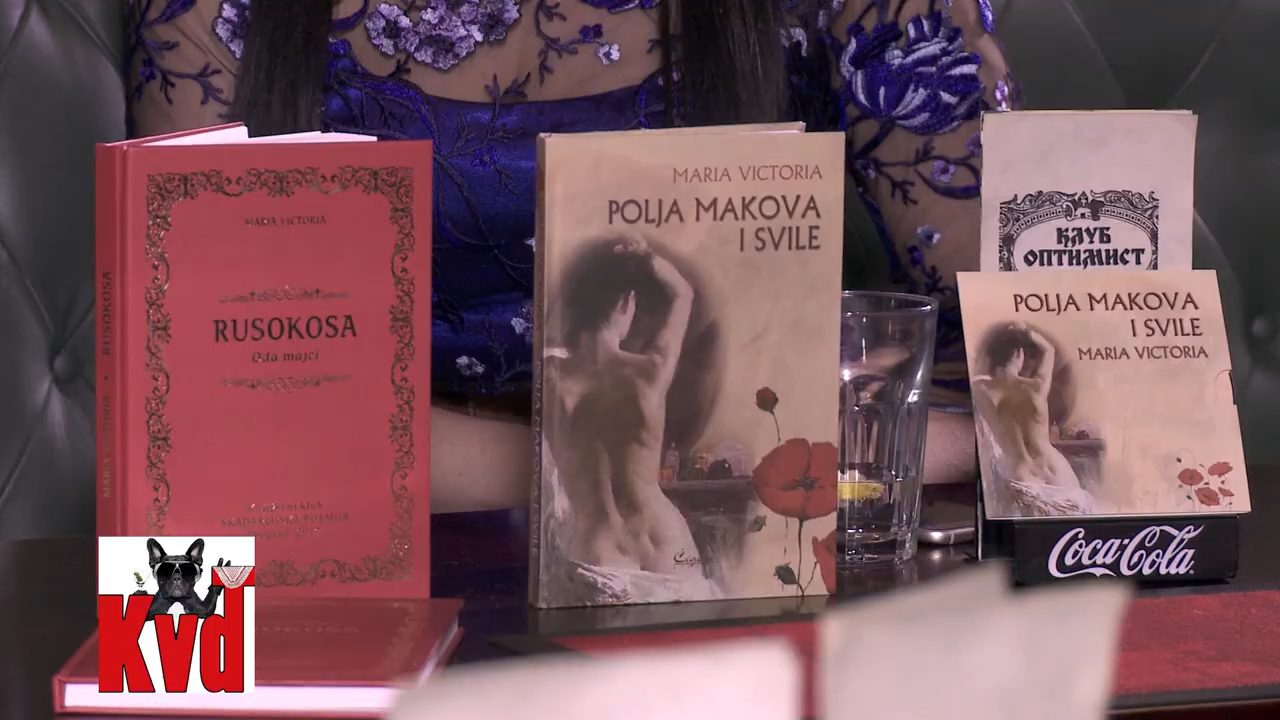 MARIA VICTORIA
RUSOKOSA
Oda majci
RUSOKOSA
MARIA VICTORIA
POLJA MAKOVA
I SVILE
КЛУБ
ОПТИМИСТ
POLJA MAKOVA
I SVILE
MARIA VICTORIA
Coca-Cola
Kvd